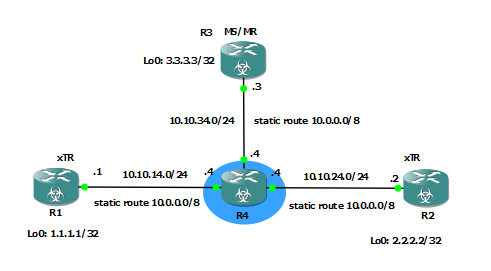 R3 MS/MR
Lo0: 3.3.3.3/32
.3
10.10.34.0/24 static route 10.0.0.0/8
.4
xTR
.1 10.10.14.0/24 .4
.4 10.10.24.0/24 .2
xTR
static route 10.0.0.0/8
static route 10.0.0.0/8
R1
R4
R2
Lo0: 1.1.1.1/32
Lo0: 2.2.2.2/32